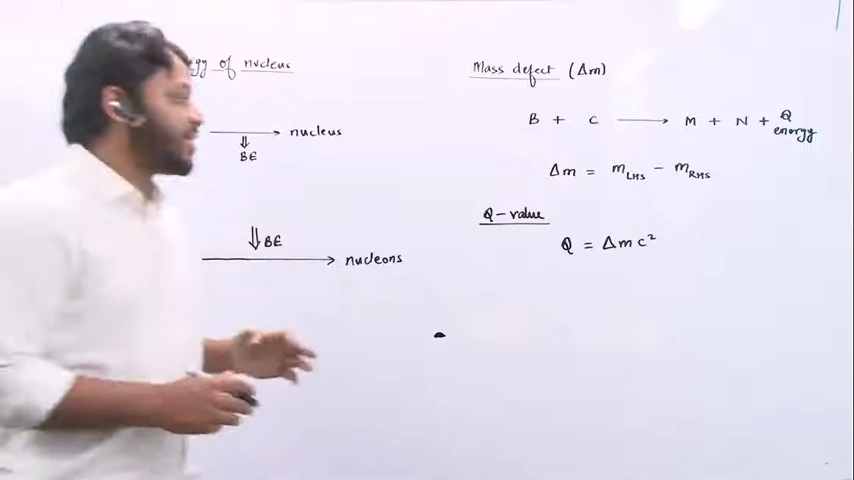 of nucleus
nucleus
BE
BE
nucleons
Mass defect (Δm)
B + C ⟶ M + N + Q
energy
Δm = m_LHS − m_RHS
Q-value
Q = Δmc²